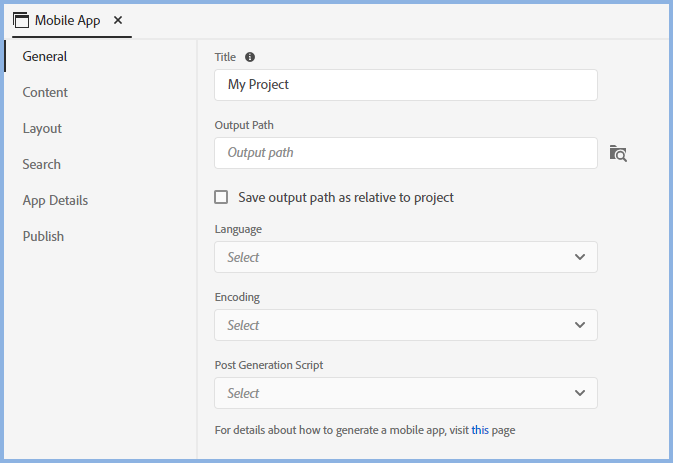 Mobile App
General
Content
Layout
Search
App Details
Publish
Title
My Project
Output Path
Output path
Save output path as relative to project
Language
Select
Encoding
Select
Post Generation Script
Select
For details about how to generate a mobile app, visit this page